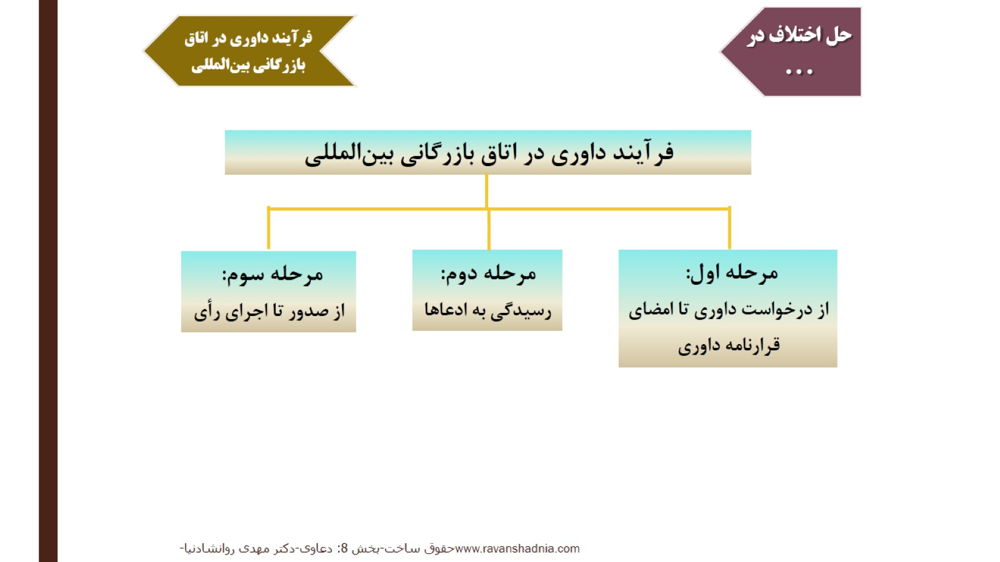 حل اختلاف در
...
فرآیند داوری در اتاق
بازرگانی بین‌المللی
فرآیند داوری در اتاق بازرگانی بین‌المللی
مرحله اول:
از درخواست داوری تا امضای
قرارنامه داوری
مرحله دوم:
رسیدگی به ادعاها
مرحله سوم:
از صدور تا اجرای رأی
حقوق ساخت-بخش 8: دعاوی-دکتر مهدی روانشادنیا-www.ravanshadnia.com